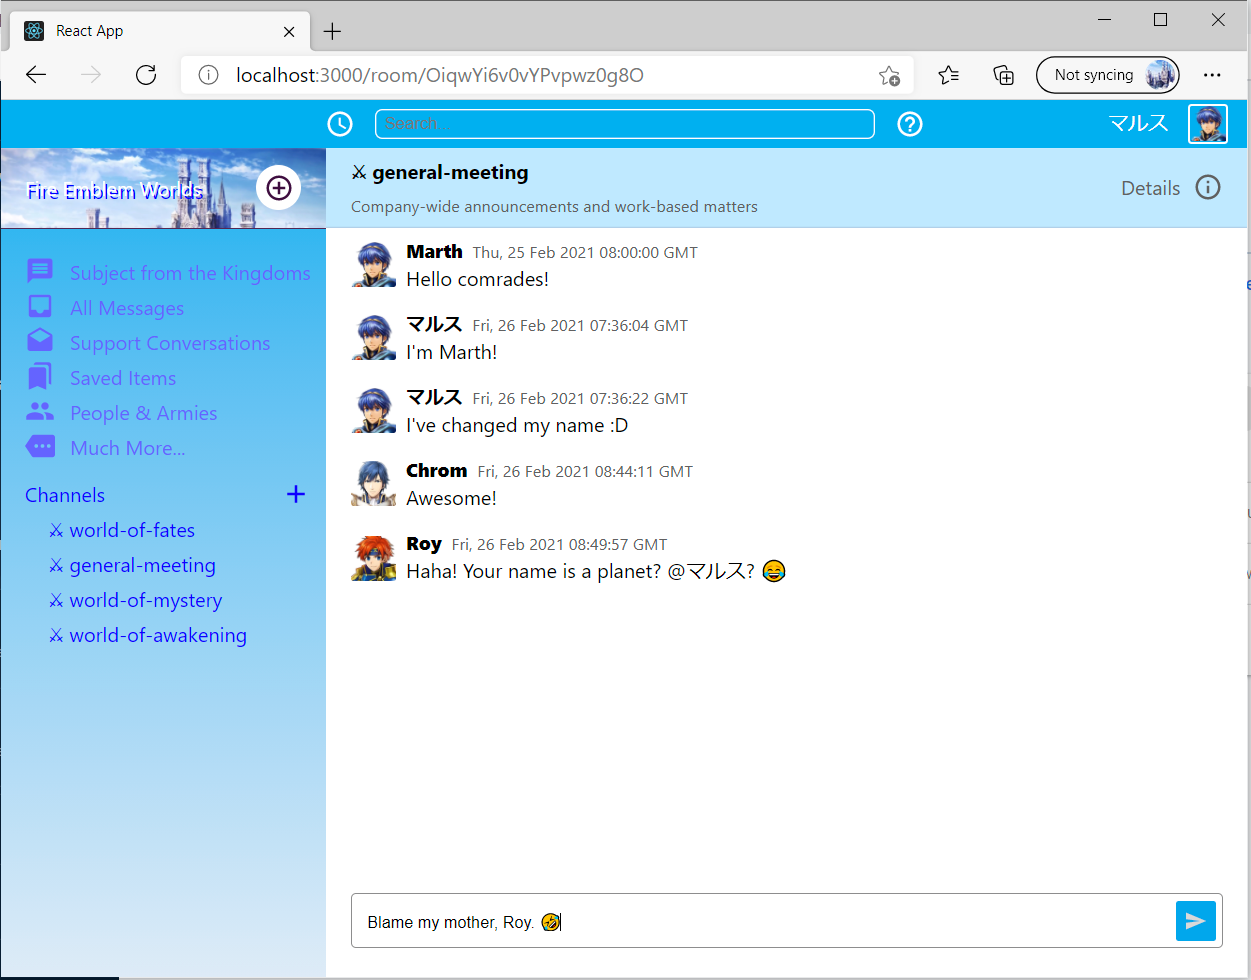 React App
localhost:3000/room/OiqwYi6v0vYPvpwz0g8O
Not syncing
Search...
マルス
Fire Emblem Worlds
⚔ general-meeting
Company-wide announcements and work-based matters
Details
Subject from the Kingdoms
All Messages
Support Conversations
Saved Items
People & Armies
Much More...
Channels
⚔ world-of-fates
⚔ general-meeting
⚔ world-of-mystery
⚔ world-of-awakening
Marth Thu, 25 Feb 2021 08:00:00 GMT
Hello comrades!
マルス Fri, 26 Feb 2021 07:36:04 GMT
I'm Marth!
マルス Fri, 26 Feb 2021 07:36:22 GMT
I've changed my name :D
Chrom Fri, 26 Feb 2021 08:44:11 GMT
Awesome!
Roy Fri, 26 Feb 2021 08:49:57 GMT
Haha! Your name is a planet? @マルス? 😂
Blame my mother, Roy. 🤣